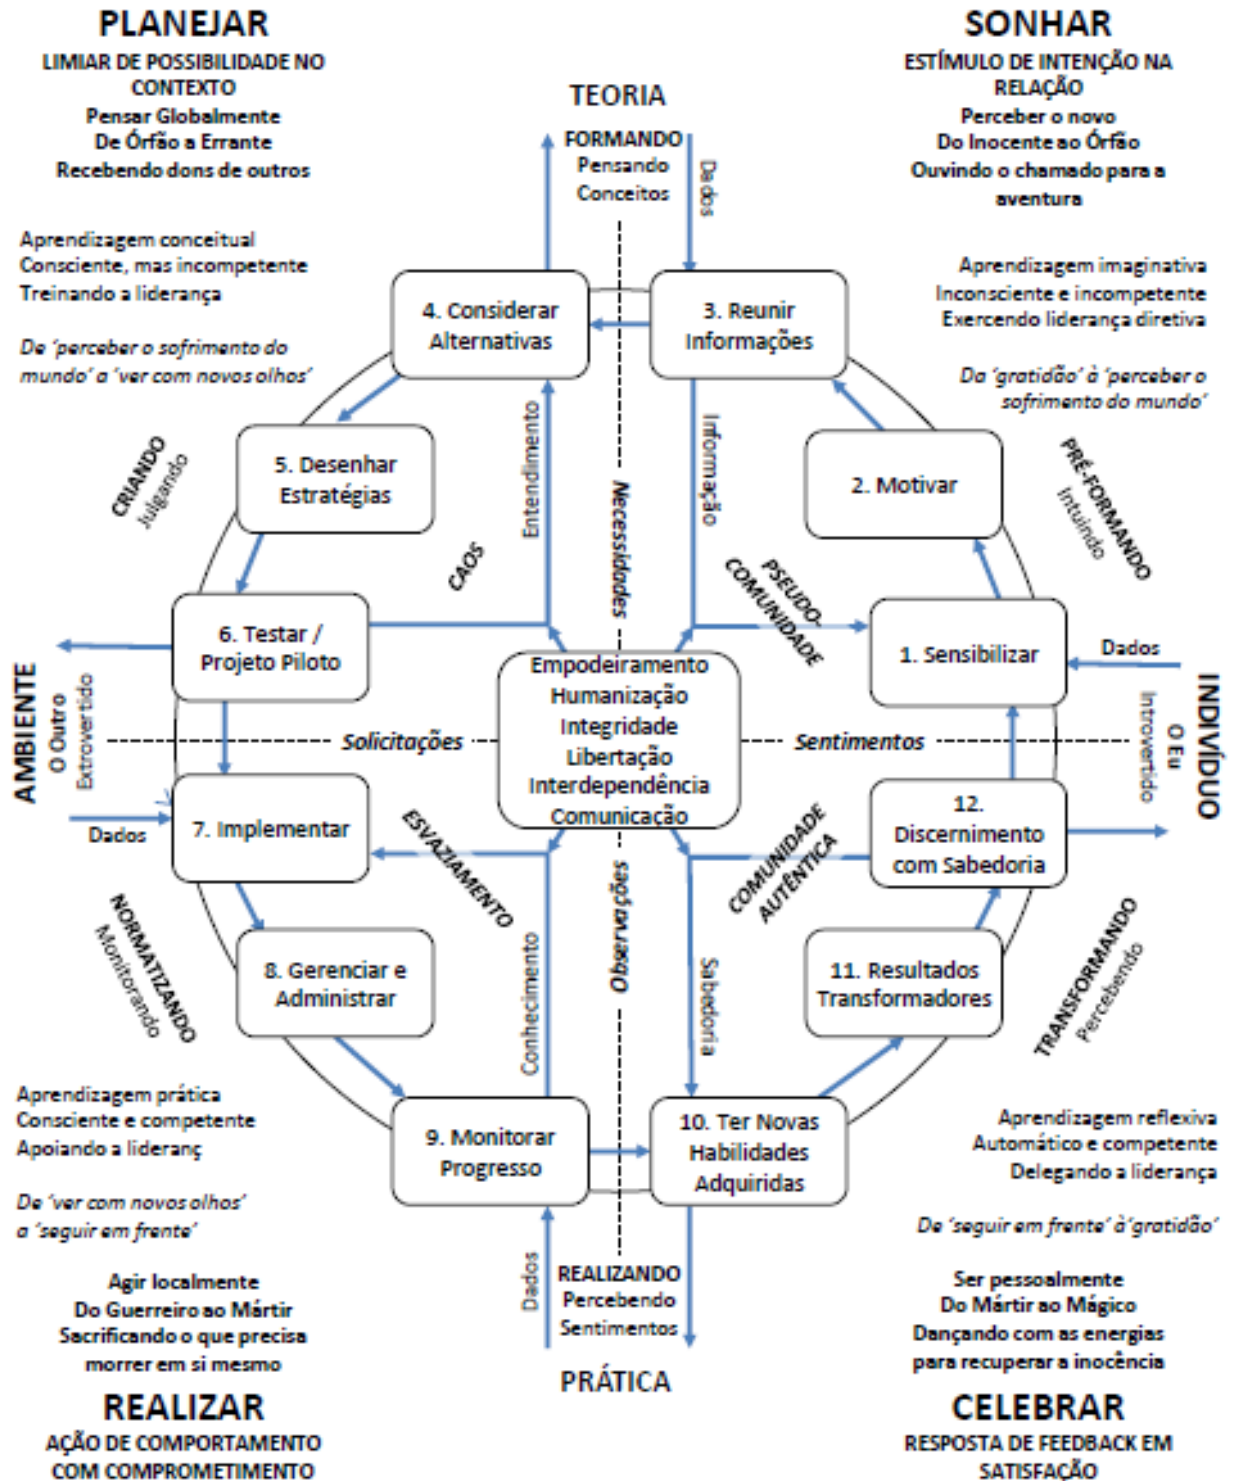 PLANEJAR
LIMIAR DE POSSIBILIDADE NO
CONTEXTO
Pensar Globalmente
De Órfão a Errante
Recebendo dons de outros
Aprendizagem conceitual
Consciente, mas incompetente
Treinando a liderança
De ‘perceber o sofrimento do
mundo’ a ‘ver com novos olhos’
SONHAR
ESTÍMULO DE INTENÇÃO NA
RELAÇÃO
Perceber o novo
Do Inocente ao Órfão
Ouvindo o chamado para a
aventura
Aprendizagem imaginativa
Inconsciente e incompetente
Exercendo liderança diretiva
Da ‘gratidão’ à ‘perceber o
sofrimento do mundo’
TEORIA
FORMANDO
Pensando
Conceitos
Dados
4. Considerar
Alternativas
3. Reunir
Informações
5. Desenhar
Estratégias
2. Motivar
CRIANDO
Julgando
PRÉ-FORMANDO
Intuindo
Entendimento
Necessidades
Informação
CAOS
PSEUDO-
COMUNIDADE
6. Testar /
Projeto Piloto
1. Sensibilizar
Dados
Empodeiramento
Humanização
Integridade
Libertação
Interdependência
Comunicação
AMBIENTE
O Outro
Extrovertido
Solicitações
Sentimentos
INDIVÍDUO
O Eu
Introvertido
Dados
7. Implementar
12.
Discernimento
com Sabedoria
ESVAZIAMENTO
COMUNIDADE
AUTÊNTICA
Observações
NORMATIZANDO
Monitorando
TRANSFORMANDO
Percebendo
8. Gerenciar e
Administrar
11. Resultados
Transformadores
Conhecimento
Sabedoria
9. Monitorar
Progresso
10. Ter Novas
Habilidades
Adquiridas
Dados
REALIZANDO
Percebendo
Sentimentos
PRÁTICA
Aprendizagem prática
Consciente e competente
Apoiando a lideranç
De ‘ver com novos olhos’
a ‘seguir em frente’
Agir localmente
Do Guerreiro ao Mártir
Sacrificando o que precisa
morrer em si mesmo
REALIZAR
AÇÃO DE COMPORTAMENTO
COM COMPROMETIMENTO
Aprendizagem reflexiva
Automático e competente
Delegando a liderança
De ‘seguir em frente’ à ‘gratidão’
Ser pessoalmente
Do Mártir ao Mágico
Dançando com as energias
para recuperar a inocência
CELEBRAR
RESPOSTA DE FEEDBACK EM
SATISFAÇÃO